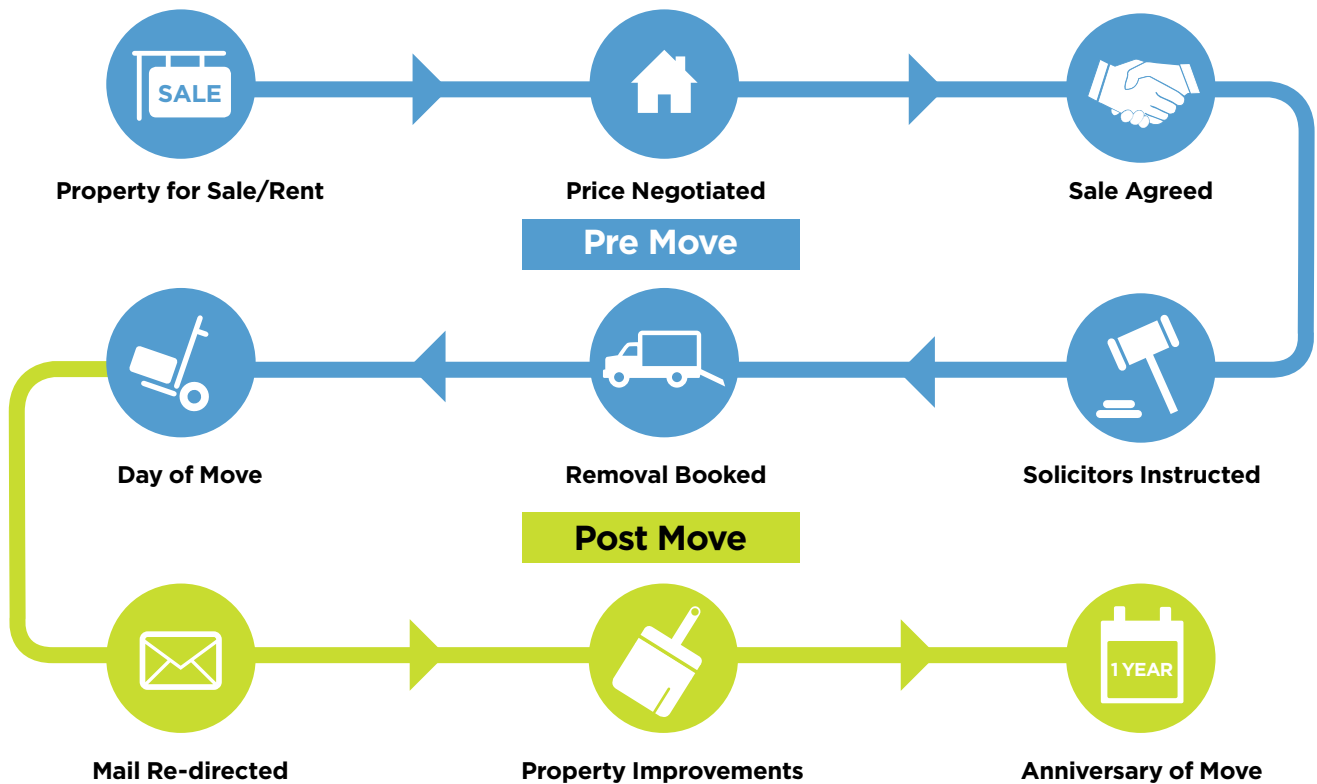 SALE
Property for Sale/Rent
Price Negotiated
Sale Agreed
Pre Move
Day of Move
Removal Booked
Solicitors Instructed
Post Move
1 YEAR
Mail Re-directed
Property Improvements
Anniversary of Move